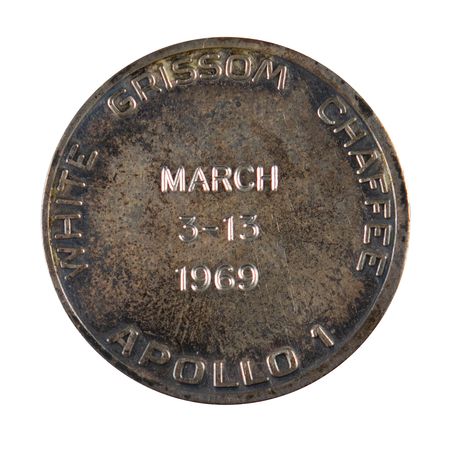 WHITE GRISSOM CHAFFEE
MARCH
3-13
1969
APOLLO 1